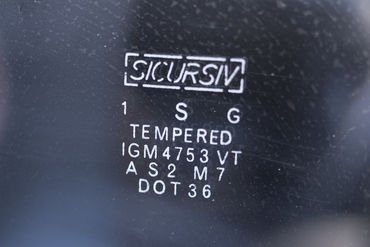 SICURSIV
1 S G
TEMPERED
IGM4753 VT
A S 2 M 7
DOT 36